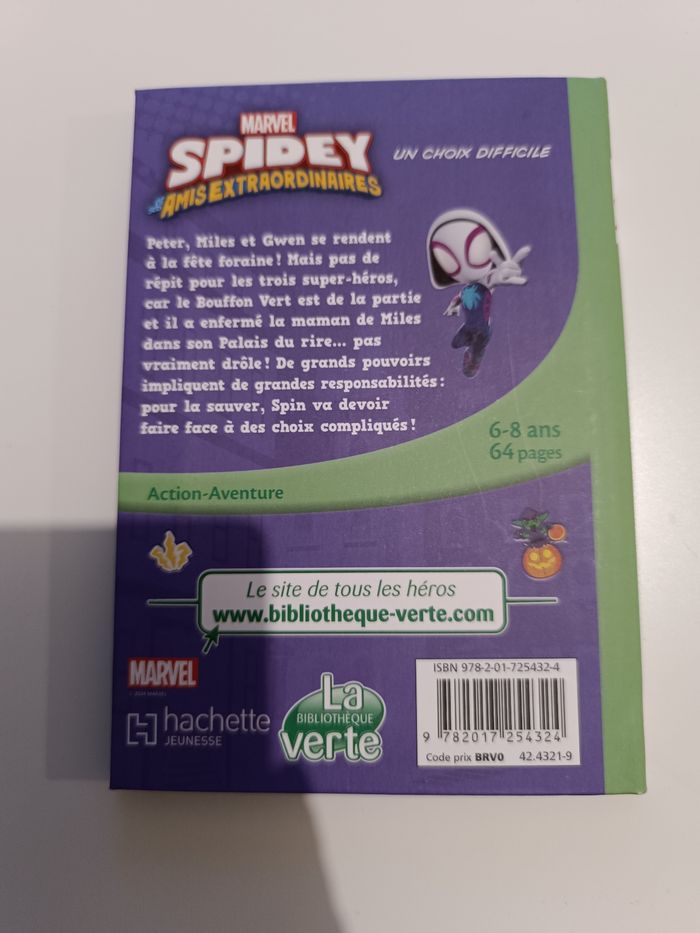 MARVEL
SPIDEY
ET SES
AMIS EXTRAORDINAIRES
UN CHOIX DIFFICILE
Peter, Miles et Gwen se rendent
à la fête foraine! Mais pas de
répit pour les trois super-héros,
car le Bouffon Vert est de la partie
et il a enfermé la maman de Miles
dans son Palais du rire... pas
vraiment drôle! De grands pouvoirs
impliquent de grandes responsabilités:
pour la sauver, Spin va devoir
faire face à des choix compliqués!
6-8 ans
64 pages
Action-Aventure
Le site de tous les héros
www.bibliotheque-verte.com
MARVEL
© 2024 MARVEL
hachette
JEUNESSE
La
BIBLIOTHÈQUE
verte
ISBN 978-2-01-725432-4
9 782017 254324
Code prix BRV0 42.4321-9